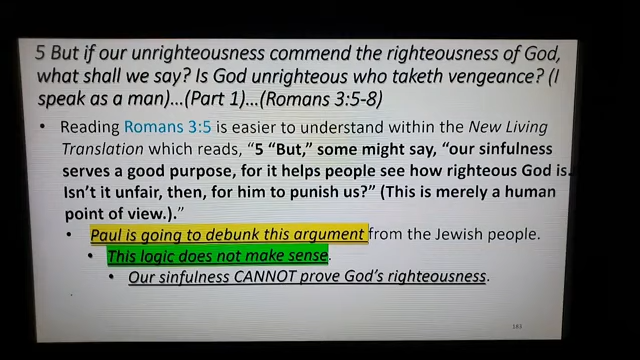 5 But if our unrighteousness commend the righteousness of God,
what shall we say? Is God unrighteous who taketh vengeance? (I
speak as a man)…(Part 1)…(Romans 3:5-8)
• Reading Romans 3:5 is easier to understand within the New Living
Translation which reads, “5 “But,” some might say, “our sinfulness
serves a good purpose, for it helps people see how righteous God is.
Isn’t it unfair, then, for him to punish us?” (This is merely a human
point of view.).”
• Paul is going to debunk this argument from the Jewish people.
• This logic does not make sense.
• Our sinfulness CANNOT prove God’s righteousness.
183